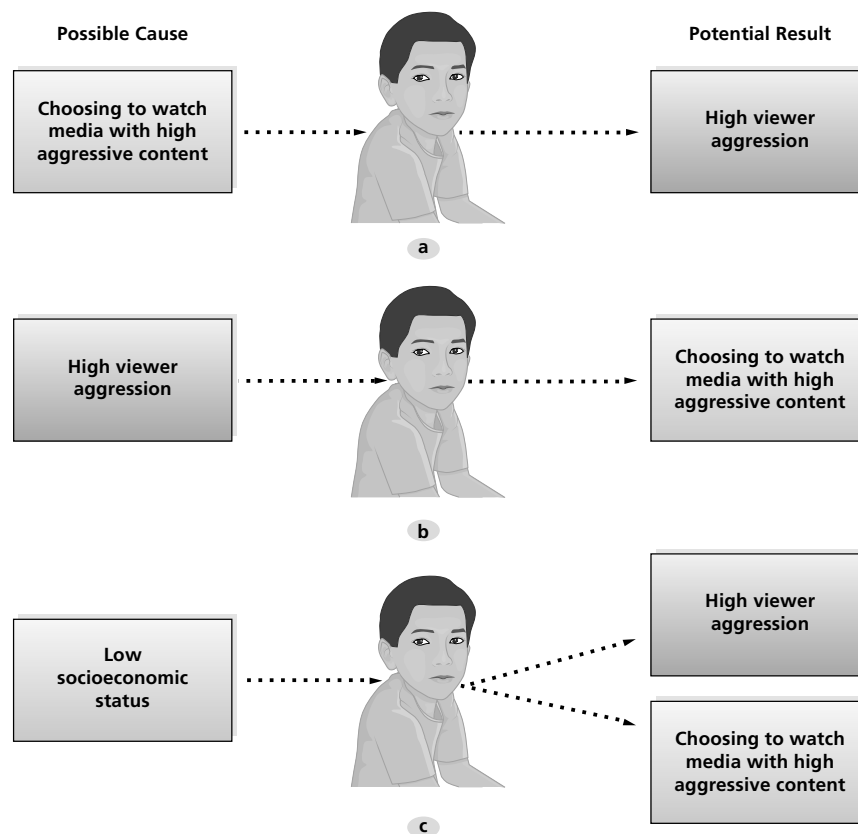 Possible Cause
Potential Result
Choosing to watch
media with high
aggressive content
High viewer
aggression
a
High viewer
aggression
Choosing to watch
media with high
aggressive content
b
Low
socioeconomic
status
High viewer
aggression
Choosing to watch
media with high
aggressive content
c